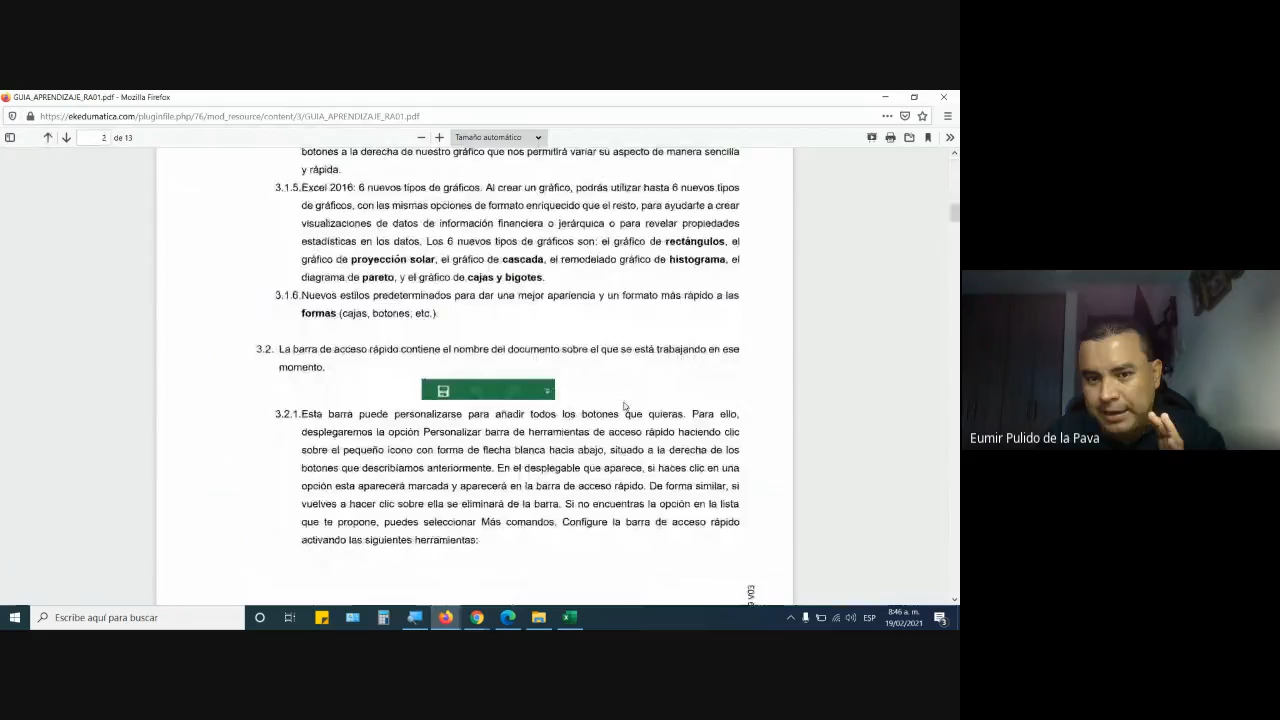 GUIA_APRENDIZAJE_RA01.pdf - Mozilla Firefox
https://ekedumatica.com/pluginfile.php/76/mod_resource/content/3/GUIA_APRENDIZAJE_RA01.pdf
2 de 13
Tamaño automático
botones a la derecha de nuestro gráfico que nos permitirá variar su aspecto de manera sencilla
y rápida.
3.1.5.Excel 2016: 6 nuevos tipos de gráficos. Al crear un gráfico, podrás utilizar hasta 6 nuevos tipos
de gráficos, con las mismas opciones de formato enriquecido que el resto, para ayudarte a crear
visualizaciones de datos de información financiera o jerárquica o para revelar propiedades
estadísticas en los datos. Los 6 nuevos tipos de gráficos son: el gráfico de rectángulos, el
gráfico de proyección solar, el gráfico de cascada, el remodelado gráfico de histograma, el
diagrama de pareto, y el gráfico de cajas y bigotes.
3.1.6.Nuevos estilos predeterminados para dar una mejor apariencia y un formato más rápido a las
formas (cajas, botones, etc.).
3.2. La barra de acceso rápido contiene el nombre del documento sobre el que se está trabajando en ese
momento.
3.2.1.Esta barra puede personalizarse para añadir todos los botones que quieras. Para ello,
desplegaremos la opción Personalizar barra de herramientas de acceso rápido haciendo clic
sobre el pequeño icono con forma de flecha blanca hacia abajo, situado a la derecha de los
botones que describíamos anteriormente. En el desplegable que aparece, si haces clic en una
opción esta aparecerá marcada y aparecerá en la barra de acceso rápido. De forma similar, si
vuelves a hacer clic sobre ella se eliminará de la barra. Si no encuentras la opción en la lista
que te propone, puedes seleccionar Más comandos. Configure la barra de acceso rápido
activando las siguientes herramientas:
Eumir Pulido de la Pava
Escribe aquí para buscar
ESP
8:46 a. m.
19/02/2021
3